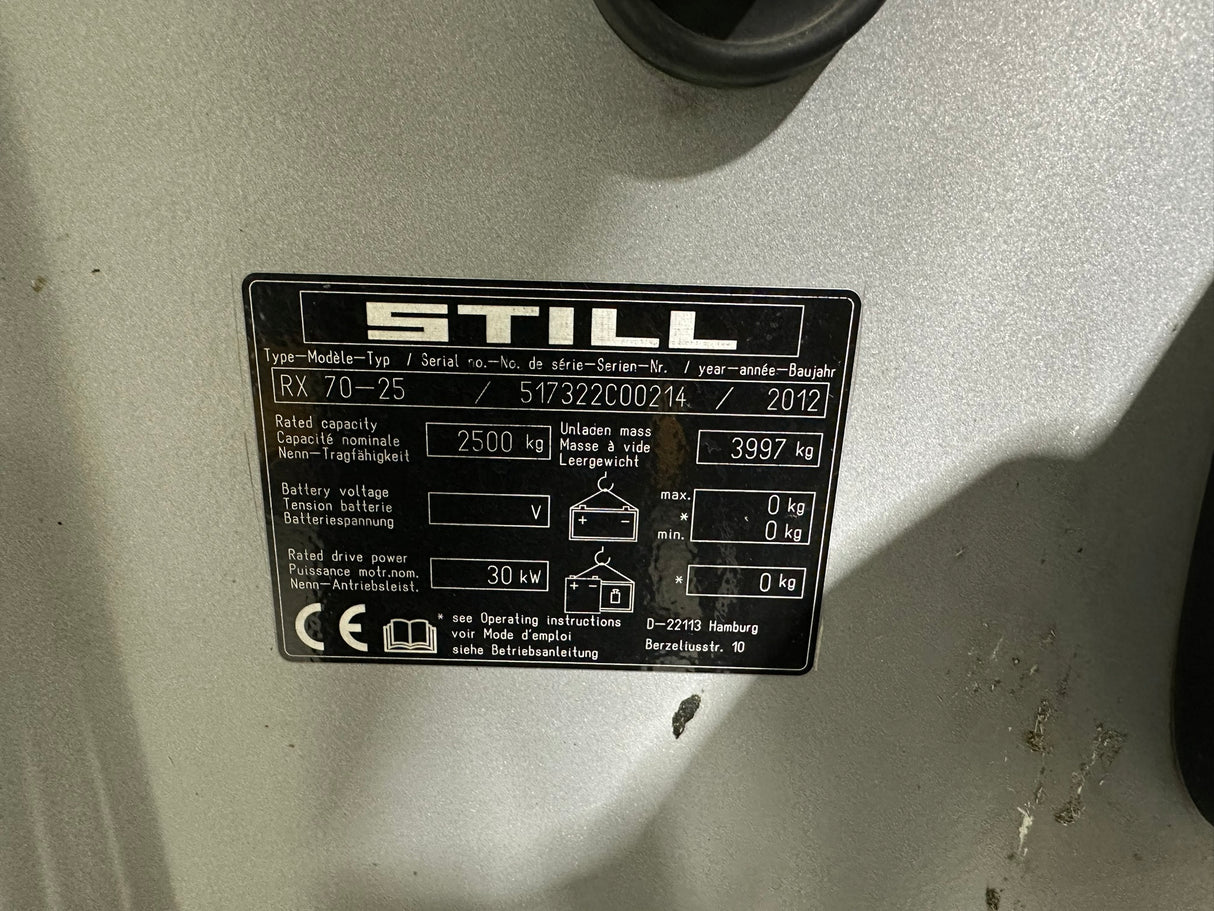 STILL
Type-Modèle-Typ / Serial no.-No. de série-Serien-Nr. / year-année-Baujahr
RX 70-25 / 517322C00214 / 2012
Rated capacity
Capacité nominale
Nenn-Tragfähigkeit
2500 kg
Unladen mass
Masse à vide
Leergewicht
3997 kg
Battery voltage
Tension batterie
Batteriespannung
V
+ −
max.
*
min.
0 kg
0 kg
Rated drive power
Puissance motr.nom.
Nenn-Antriebsleist.
30 kW
+ −
* 0 kg
CE
* see Operating instructions
voir Mode d'emploi
siehe Betriebsanleitung
D-22113 Hamburg
Berzeliusstr. 10